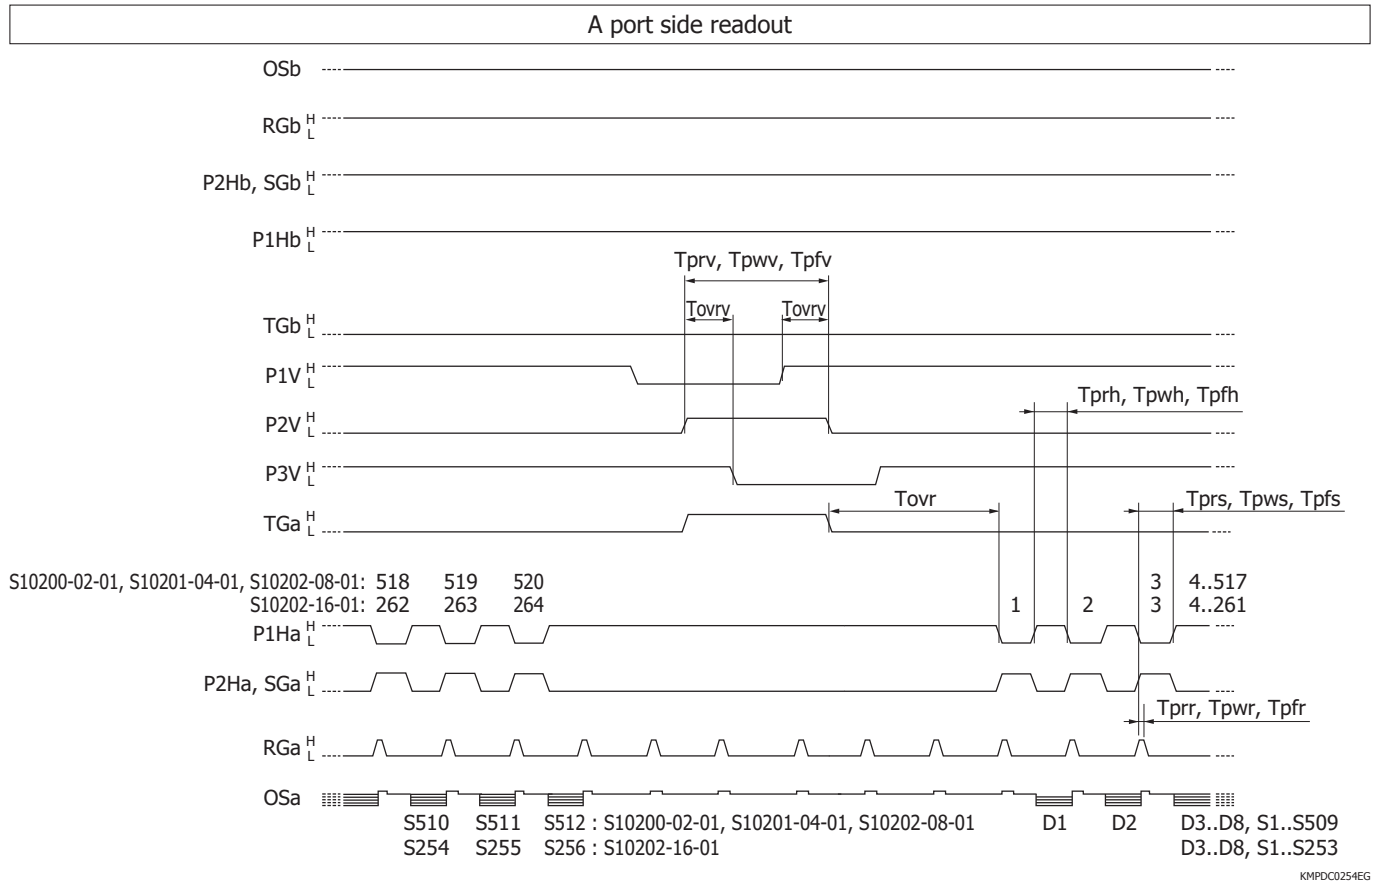 A port side readout
OSb
RGb H L
P2Hb, SGb H L
P1Hb H L
Tprv, Tpwv, Tpfv
Tovrv Tovrv
TGb H L
P1V H L
Tprh, Tpwh, Tpfh
P2V H L
P3V H L
Tovr Tprs, Tpws, Tpfs
TGa H L
S10200-02-01, S10201-04-01, S10202-08-01: 518 519 520 3 4..517
S10202-16-01: 262 263 264 1 2 3 4..261
P1Ha H L
P2Ha, SGa H L
Tprr, Tpwr, Tpfr
RGa H L
OSa
S510 S511 S512 : S10200-02-01, S10201-04-01, S10202-08-01 D1 D2 D3..D8, S1..S509
S254 S255 S256 : S10202-16-01 D3..D8, S1..S253
KMPDC0254EG